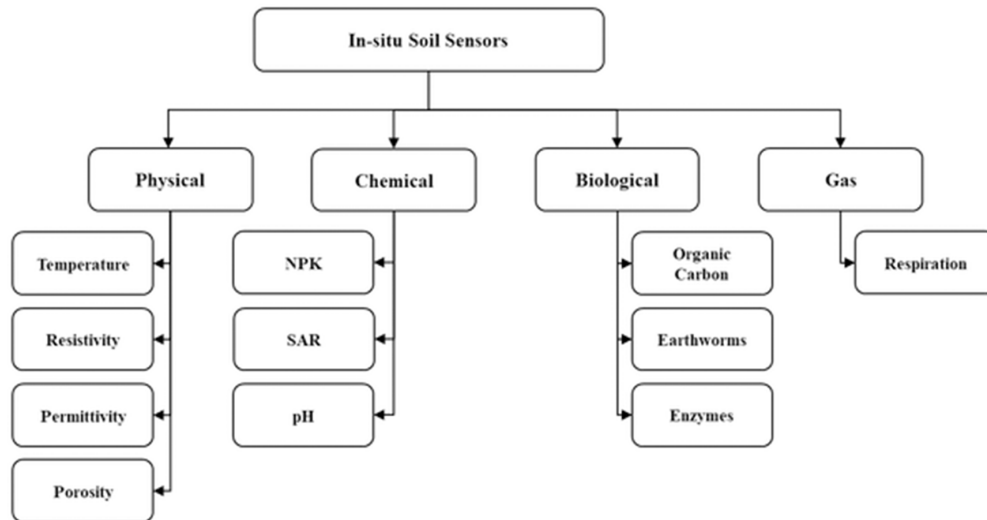 In-situ Soil Sensors
Physical
Chemical
Biological
Gas
Temperature
NPK
Organic
Carbon
Respiration
Resistivity
SAR
Earthworms
Permittivity
pH
Enzymes
Porosity